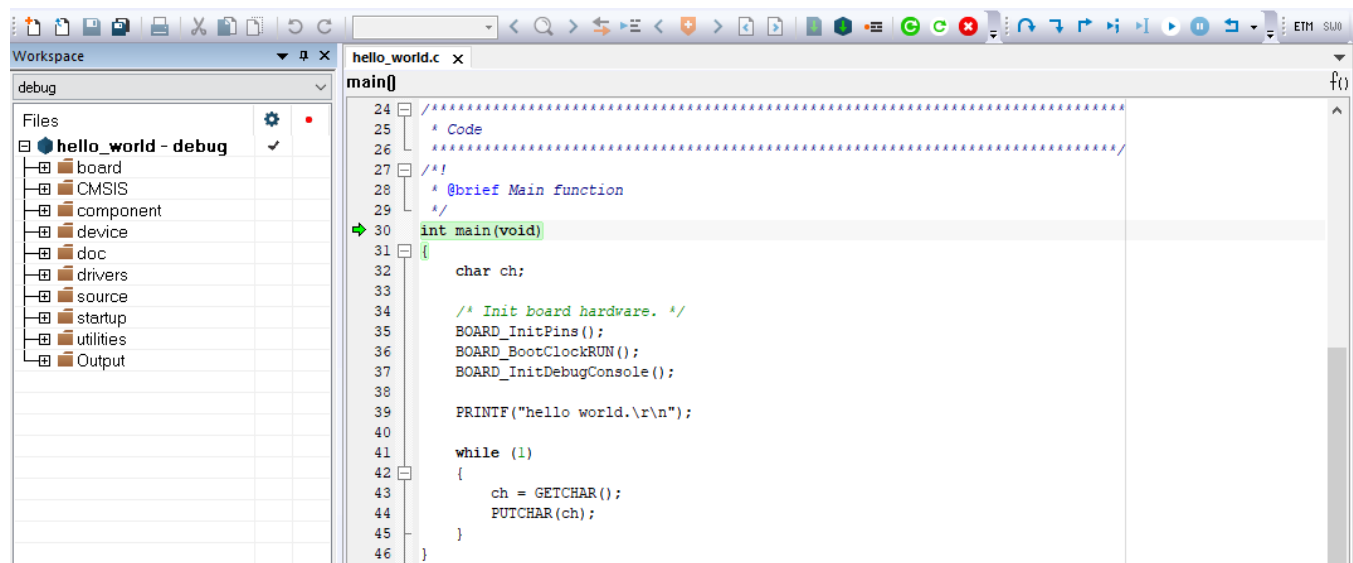 ETM SWO
Workspace
debug
Files
hello_world - debug
board
CMSIS
component
device
doc
drivers
source
startup
utilities
Output
hello_world.c
main()
f()
24 /******************************************************************************
25  * Code
26  *****************************************************************************/
27 /*!
28  * @brief Main function
29  */
30 int main(void)
31 {
32     char ch;
33
34     /* Init board hardware. */
35     BOARD_InitPins();
36     BOARD_BootClockRUN();
37     BOARD_InitDebugConsole();
38
39     PRINTF("hello world.\r\n");
40
41     while (1)
42     {
43         ch = GETCHAR();
44         PUTCHAR(ch);
45     }
46 }